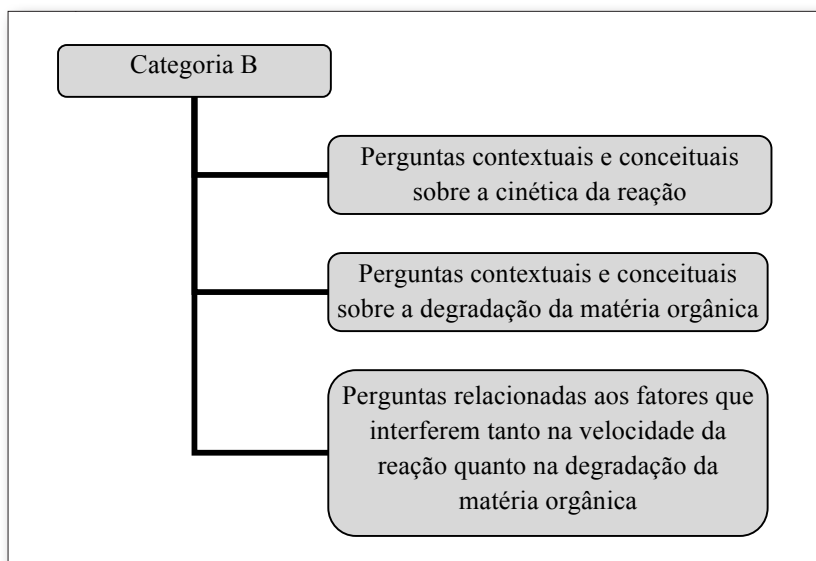 Categoria B
Perguntas contextuais e conceituais
sobre a cinética da reação
Perguntas contextuais e conceituais
sobre a degradação da matéria orgânica
Perguntas relacionadas aos fatores que
interferem tanto na velocidade da
reação quanto na degradação da
matéria orgânica